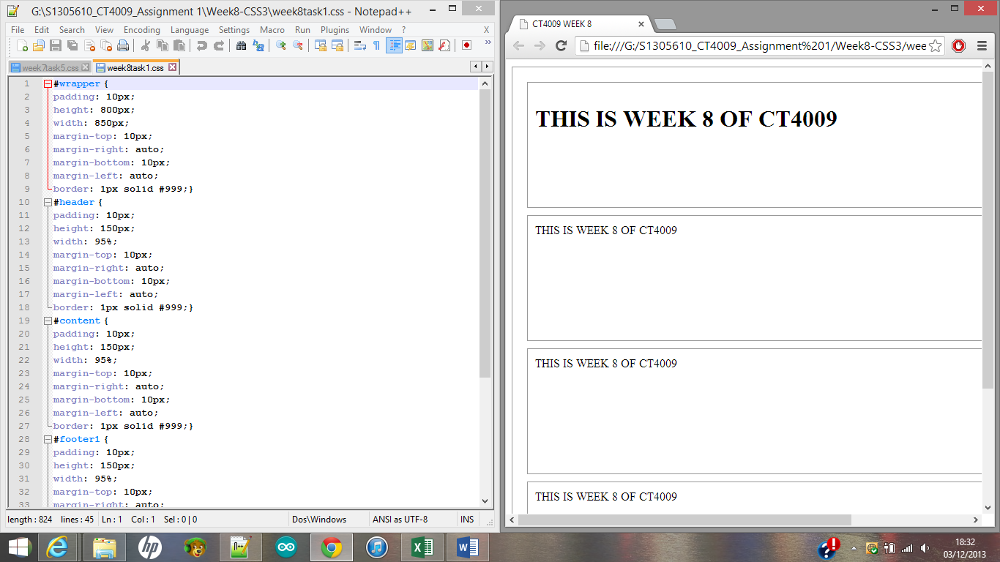 G:\S1305610_CT4009_Assignment 1\Week8-CSS3\week8task1.css - Notepad++
File Edit Search View Encoding Language Settings Macro Run Plugins Window ? X
week7task5.css week8task1.css
1 #wrapper {
2 padding: 10px;
3 height: 800px;
4 width: 850px;
5 margin-top: 10px;
6 margin-right: auto;
7 margin-bottom: 10px;
8 margin-left: auto;
9 border: 1px solid #999;}
10 #header {
11 padding: 10px;
12 height: 150px;
13 width: 95%;
14 margin-top: 10px;
15 margin-right: auto;
16 margin-bottom: 10px;
17 margin-left: auto;
18 border: 1px solid #999;}
19 #content {
20 padding: 10px;
21 height: 150px;
22 width: 95%;
23 margin-top: 10px;
24 margin-right: auto;
25 margin-bottom: 10px;
26 margin-left: auto;
27 border: 1px solid #999;}
28 #footer1 {
29 padding: 10px;
30 height: 150px;
31 width: 95%;
32 margin-top: 10px;
33 margin-right: auto;
length : 824 lines : 45 Ln : 1 Col : 1 Sel : 0 | 0 Dos\Windows ANSI as UTF-8 INS
CT4009 WEEK 8
file:///G:/S1305610_CT4009_Assignment%201/Week8-CSS3/wee
THIS IS WEEK 8 OF CT4009
THIS IS WEEK 8 OF CT4009
THIS IS WEEK 8 OF CT4009
THIS IS WEEK 8 OF CT4009
18:32
03/12/2013